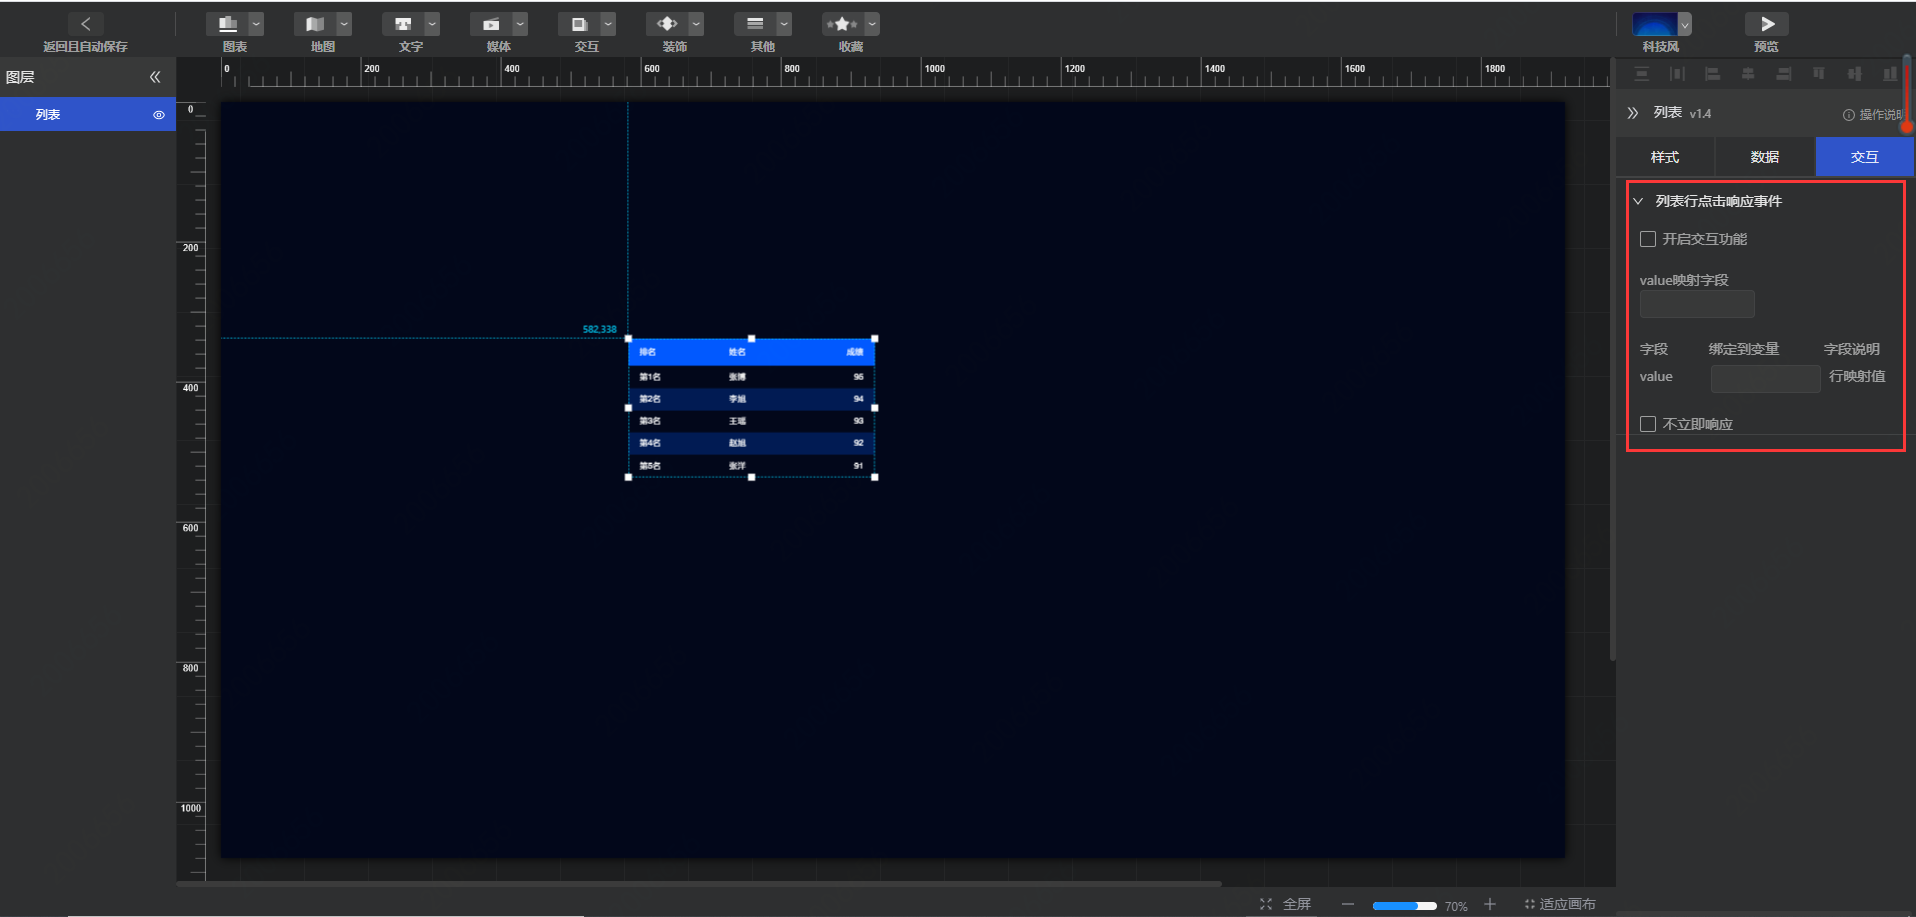 返回且自动保存
图表
地图
文字
媒体
交互
装饰
其他
收藏
科技风
预览
图层
列表
0
200
400
600
800
1000
1200
1400
1600
1800
0
200
400
600
800
1000
582,338
排名 姓名 成绩
第1名 张博 95
第2名 李旭 94
第3名 王瑶 93
第4名 赵旭 92
第5名 张洋 91
列表 v1.4
操作说明
样式 数据 交互
列表行点击响应事件
开启交互功能
value映射字段
字段 绑定到变量 字段说明
value 行映射值
不立即响应
全屏
70%
适应画布